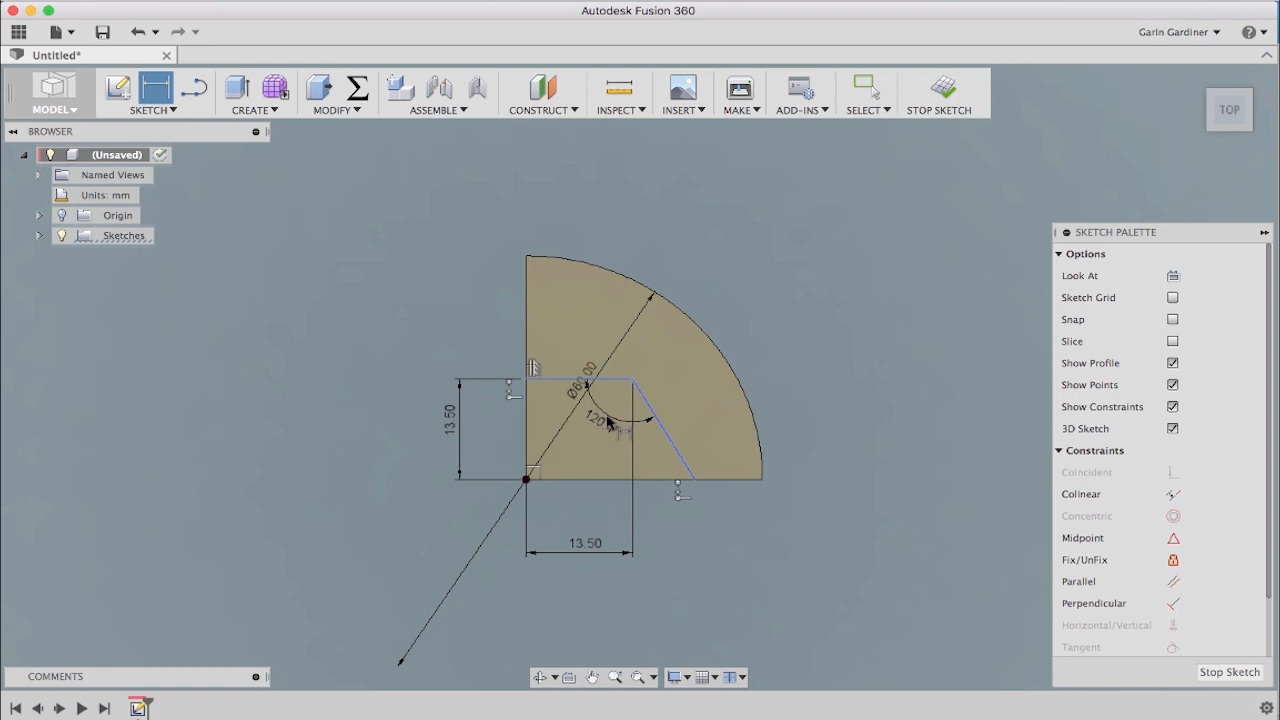 Autodesk Fusion 360
Garin Gardiner
Untitled*
MODEL
SKETCH
CREATE
MODIFY
ASSEMBLE
CONSTRUCT
INSPECT
INSERT
MAKE
ADD-INS
SELECT
STOP SKETCH
TOP
BROWSER
(Unsaved)
Named Views
Units: mm
Origin
Sketches
SKETCH PALETTE
Options
Look At
Sketch Grid
Snap
Slice
Show Profile
Show Points
Show Constraints
3D Sketch
Constraints
Coincident
Colinear
Concentric
Midpoint
Fix/UnFix
Parallel
Perpendicular
Horizontal/Vertical
Tangent
Stop Sketch
Ø60.00
13.50
13.50
COMMENTS